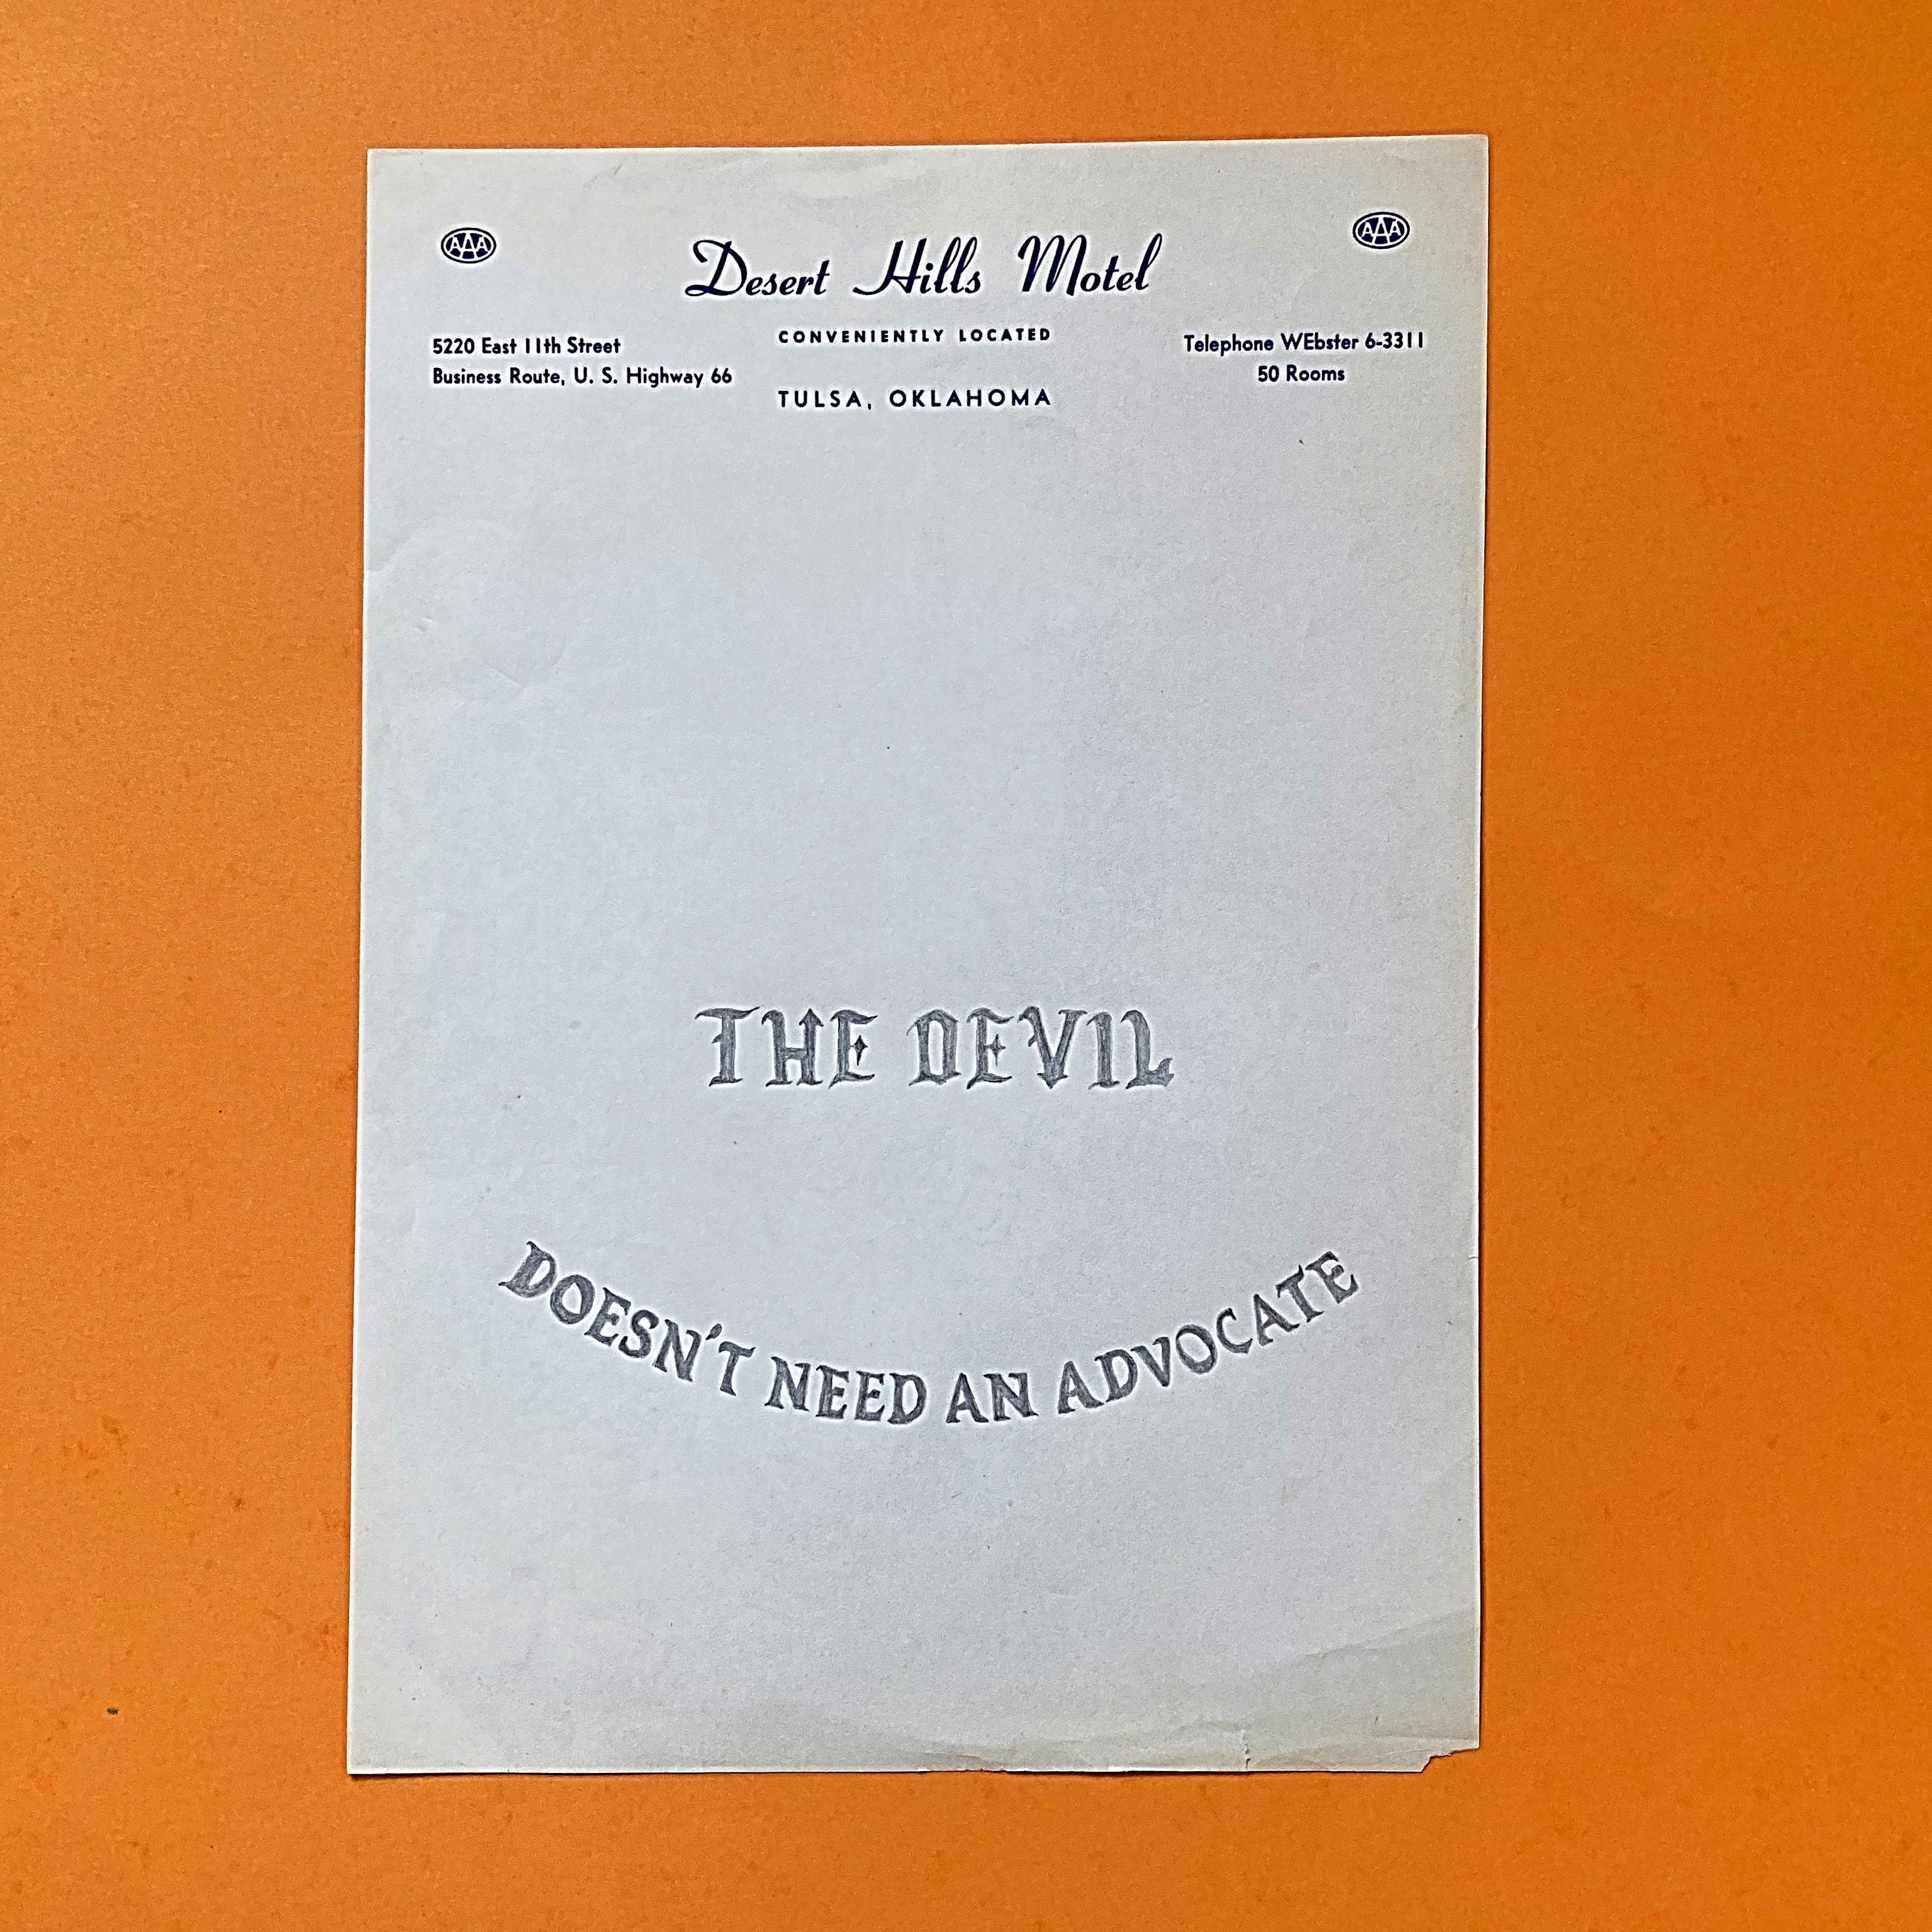 AAA
AAA
Desert Hills Motel
CONVENIENTLY LOCATED
5220 East 11th Street
Business Route, U. S. Highway 66
TULSA, OKLAHOMA
Telephone WEbster 6-3311
50 Rooms
THE DEVIL
DOESN'T NEED AN ADVOCATE